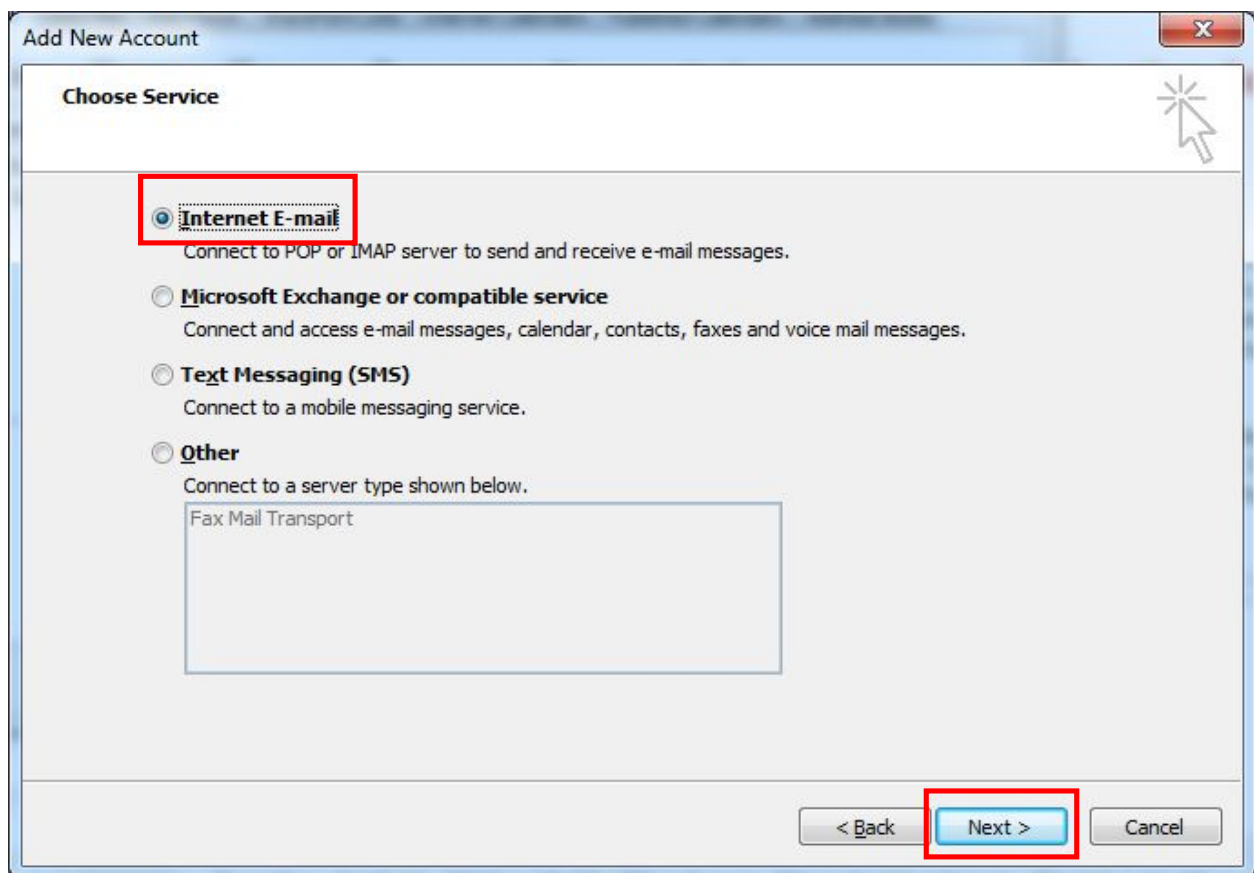 Add New Account
Choose Service
Internet E-mail
Connect to POP or IMAP server to send and receive e-mail messages.
Microsoft Exchange or compatible service
Connect and access e-mail messages, calendar, contacts, faxes and voice mail messages.
Text Messaging (SMS)
Connect to a mobile messaging service.
Other
Connect to a server type shown below.
Fax Mail Transport
< Back Next > Cancel